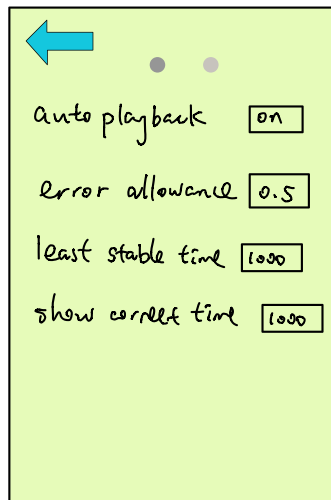 auto playback on
error allowance 0.5
least stable time 1000
show correct time 1000